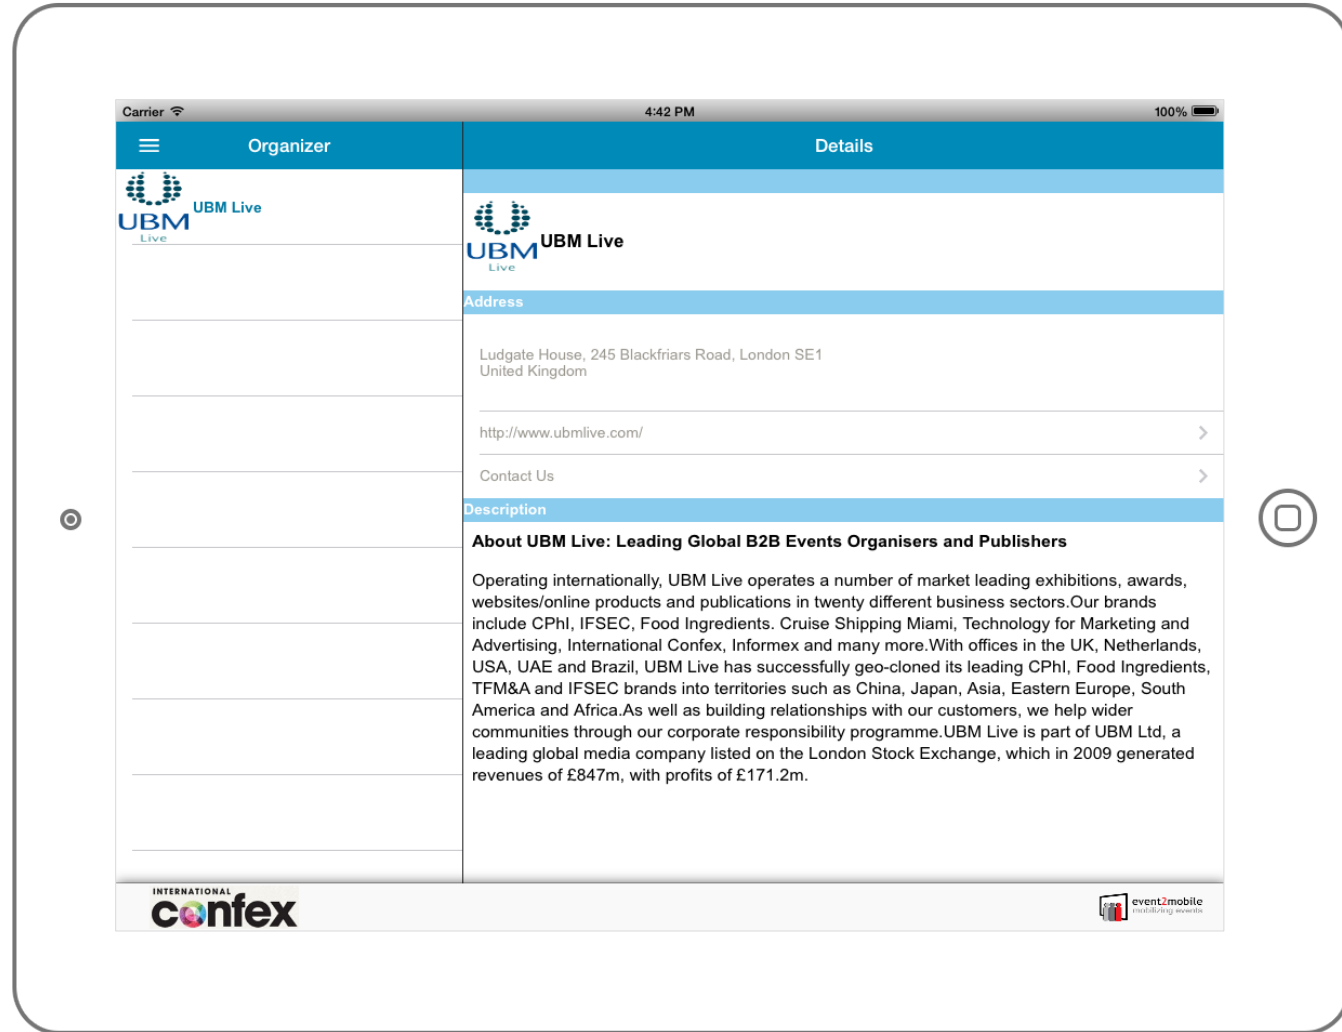 Carrier 4:42 PM 100%
Organizer
Details
UBM
Live
UBM Live
UBM
Live
UBM Live
Address
Ludgate House, 245 Blackfriars Road, London SE1
United Kingdom
http://www.ubmlive.com/
Contact Us
Description
About UBM Live: Leading Global B2B Events Organisers and Publishers
Operating internationally, UBM Live operates a number of market leading exhibitions, awards,
websites/online products and publications in twenty different business sectors.Our brands
include CPhI, IFSEC, Food Ingredients. Cruise Shipping Miami, Technology for Marketing and
Advertising, International Confex, Informex and many more.With offices in the UK, Netherlands,
USA, UAE and Brazil, UBM Live has successfully geo-cloned its leading CPhI, Food Ingredients,
TFM&A and IFSEC brands into territories such as China, Japan, Asia, Eastern Europe, South
America and Africa.As well as building relationships with our customers, we help wider
communities through our corporate responsibility programme.UBM Live is part of UBM Ltd, a
leading global media company listed on the London Stock Exchange, which in 2009 generated
revenues of £847m, with profits of £171.2m.
INTERNATIONAL
confex
event2mobile
mobilizing events